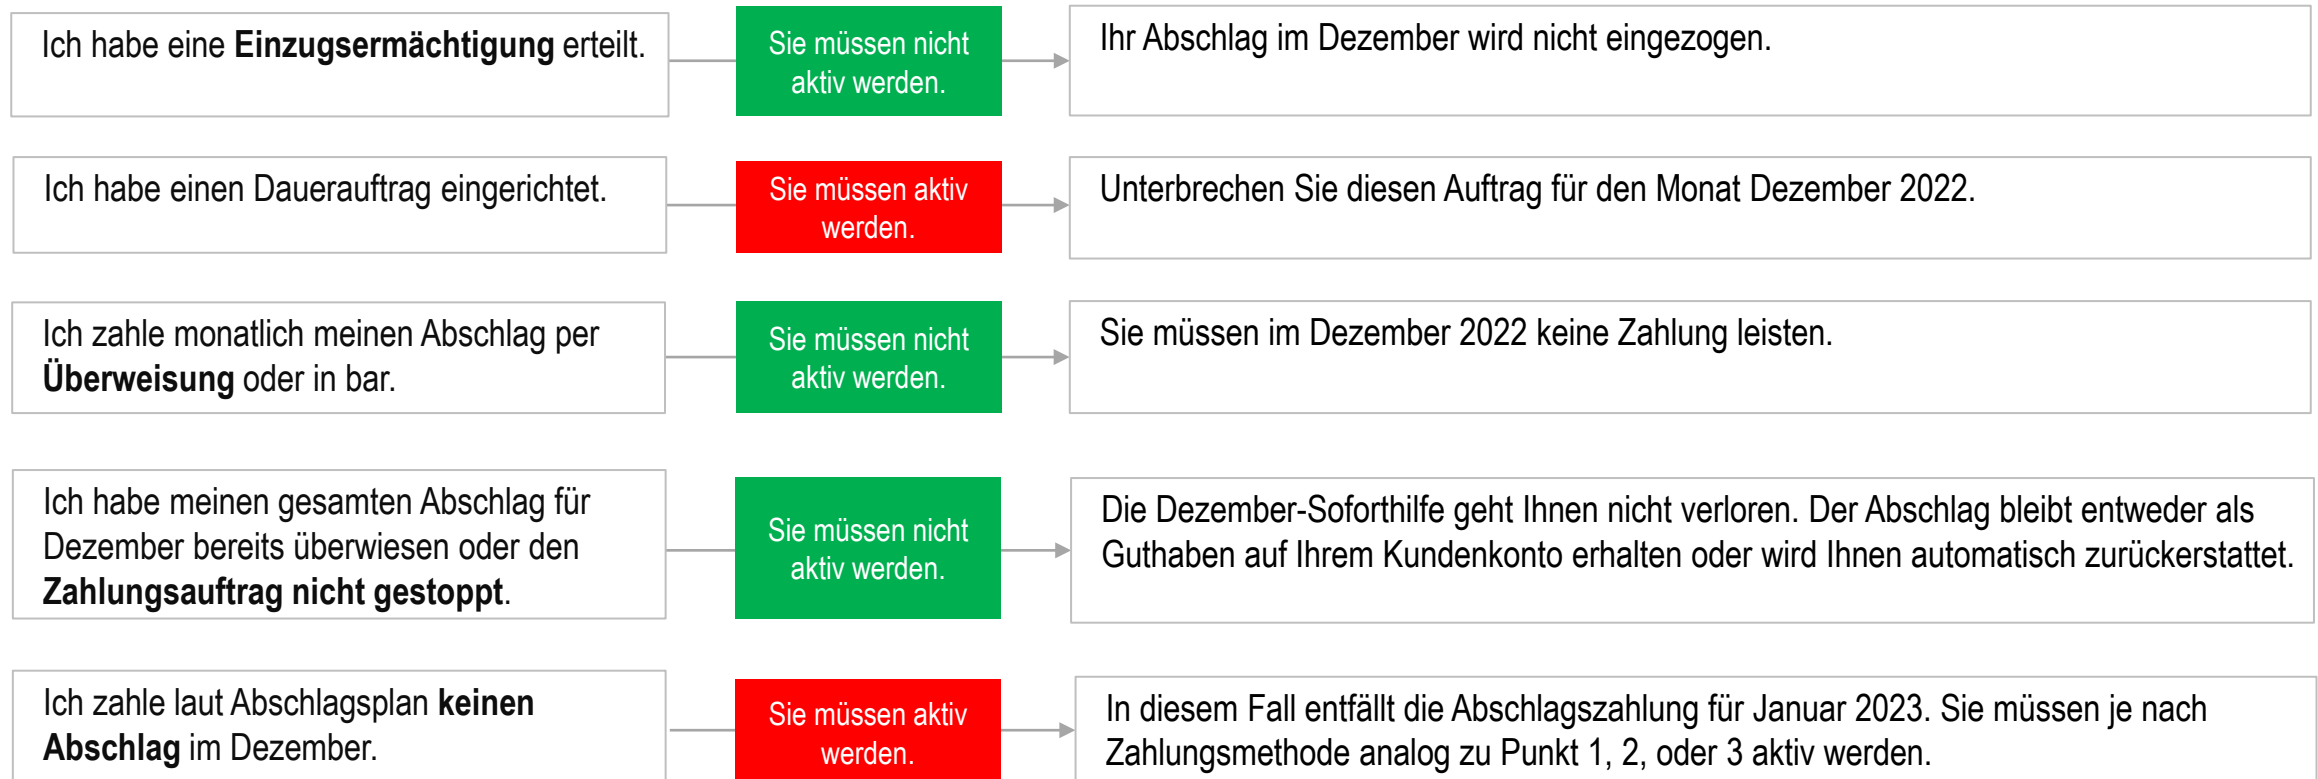 Ich habe eine Einzugsermächtigung erteilt.
Sie müssen nicht
aktiv werden.
Ihr Abschlag im Dezember wird nicht eingezogen.
Ich habe einen Dauerauftrag eingerichtet.
Sie müssen aktiv
werden.
Unterbrechen Sie diesen Auftrag für den Monat Dezember 2022.
Ich zahle monatlich meinen Abschlag per
Überweisung oder in bar.
Sie müssen nicht
aktiv werden.
Sie müssen im Dezember 2022 keine Zahlung leisten.
Ich habe meinen gesamten Abschlag für
Dezember bereits überwiesen oder den
Zahlungsauftrag nicht gestoppt.
Sie müssen nicht
aktiv werden.
Die Dezember-Soforthilfe geht Ihnen nicht verloren. Der Abschlag bleibt entweder als
Guthaben auf Ihrem Kundenkonto erhalten oder wird Ihnen automatisch zurückerstattet.
Ich zahle laut Abschlagsplan keinen
Abschlag im Dezember.
Sie müssen aktiv
werden.
In diesem Fall entfällt die Abschlagszahlung für Januar 2023. Sie müssen je nach
Zahlungsmethode analog zu Punkt 1, 2, oder 3 aktiv werden.